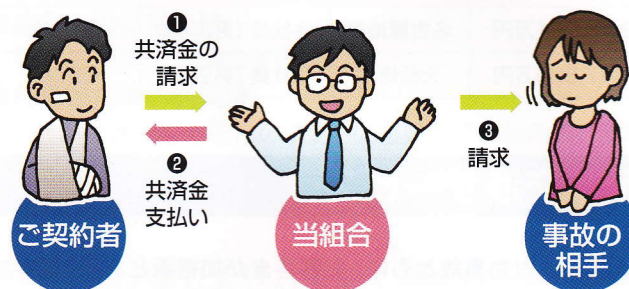 ❶
共済金の
請求
❷
共済金
支払い
❸
請求
ご契約者
当組合
事故の
相手